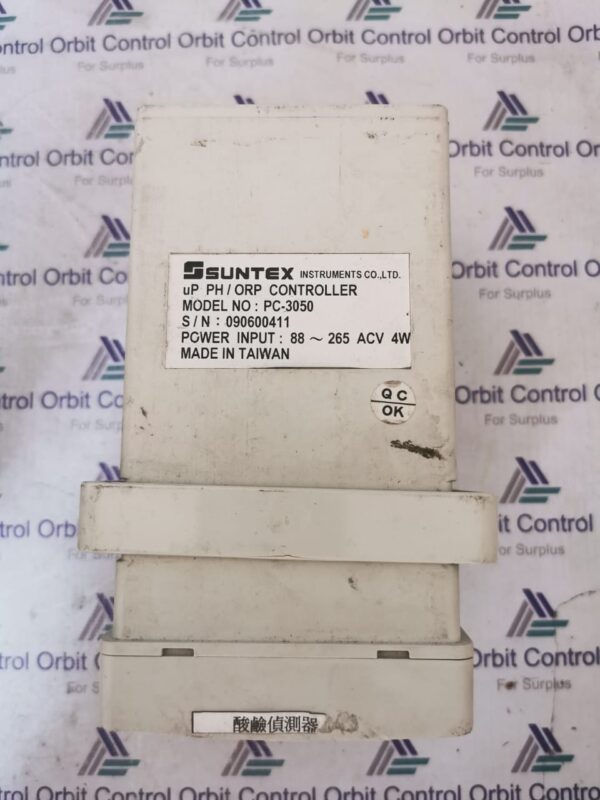 SUNTEX INSTRUMENTS CO.,LTD.
uP PH / ORP CONTROLLER
MODEL NO : PC-3050
S / N : 090600411
POWER INPUT : 88 ~ 265 ACV 4W
MADE IN TAIWAN
QC
OK
酸鹼偵測器
Orbit Control
For Surplus